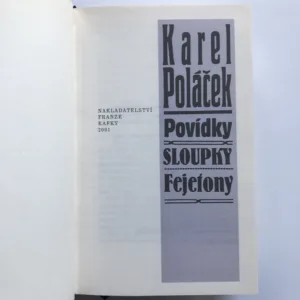 Karel
Poláček
Povídky
SLOUPKY
Fejetony
NAKLADATELSTVÍ
FRANZE
KAFKY
2001